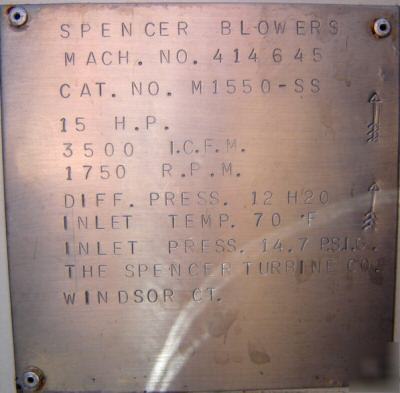 SPENCER BLOWERS
MACH. NO. 414645
CAT. NO. M1550-SS
15 H.P.
3500 I.C.F.M.
1750 R.P.M.
DIFF. PRESS. 12 H20
INLET TEMP. 70 °F
INLET PRESS. 14.7 P.S.I.G.
THE SPENCER TURBINE CO.
WINDSOR CT.